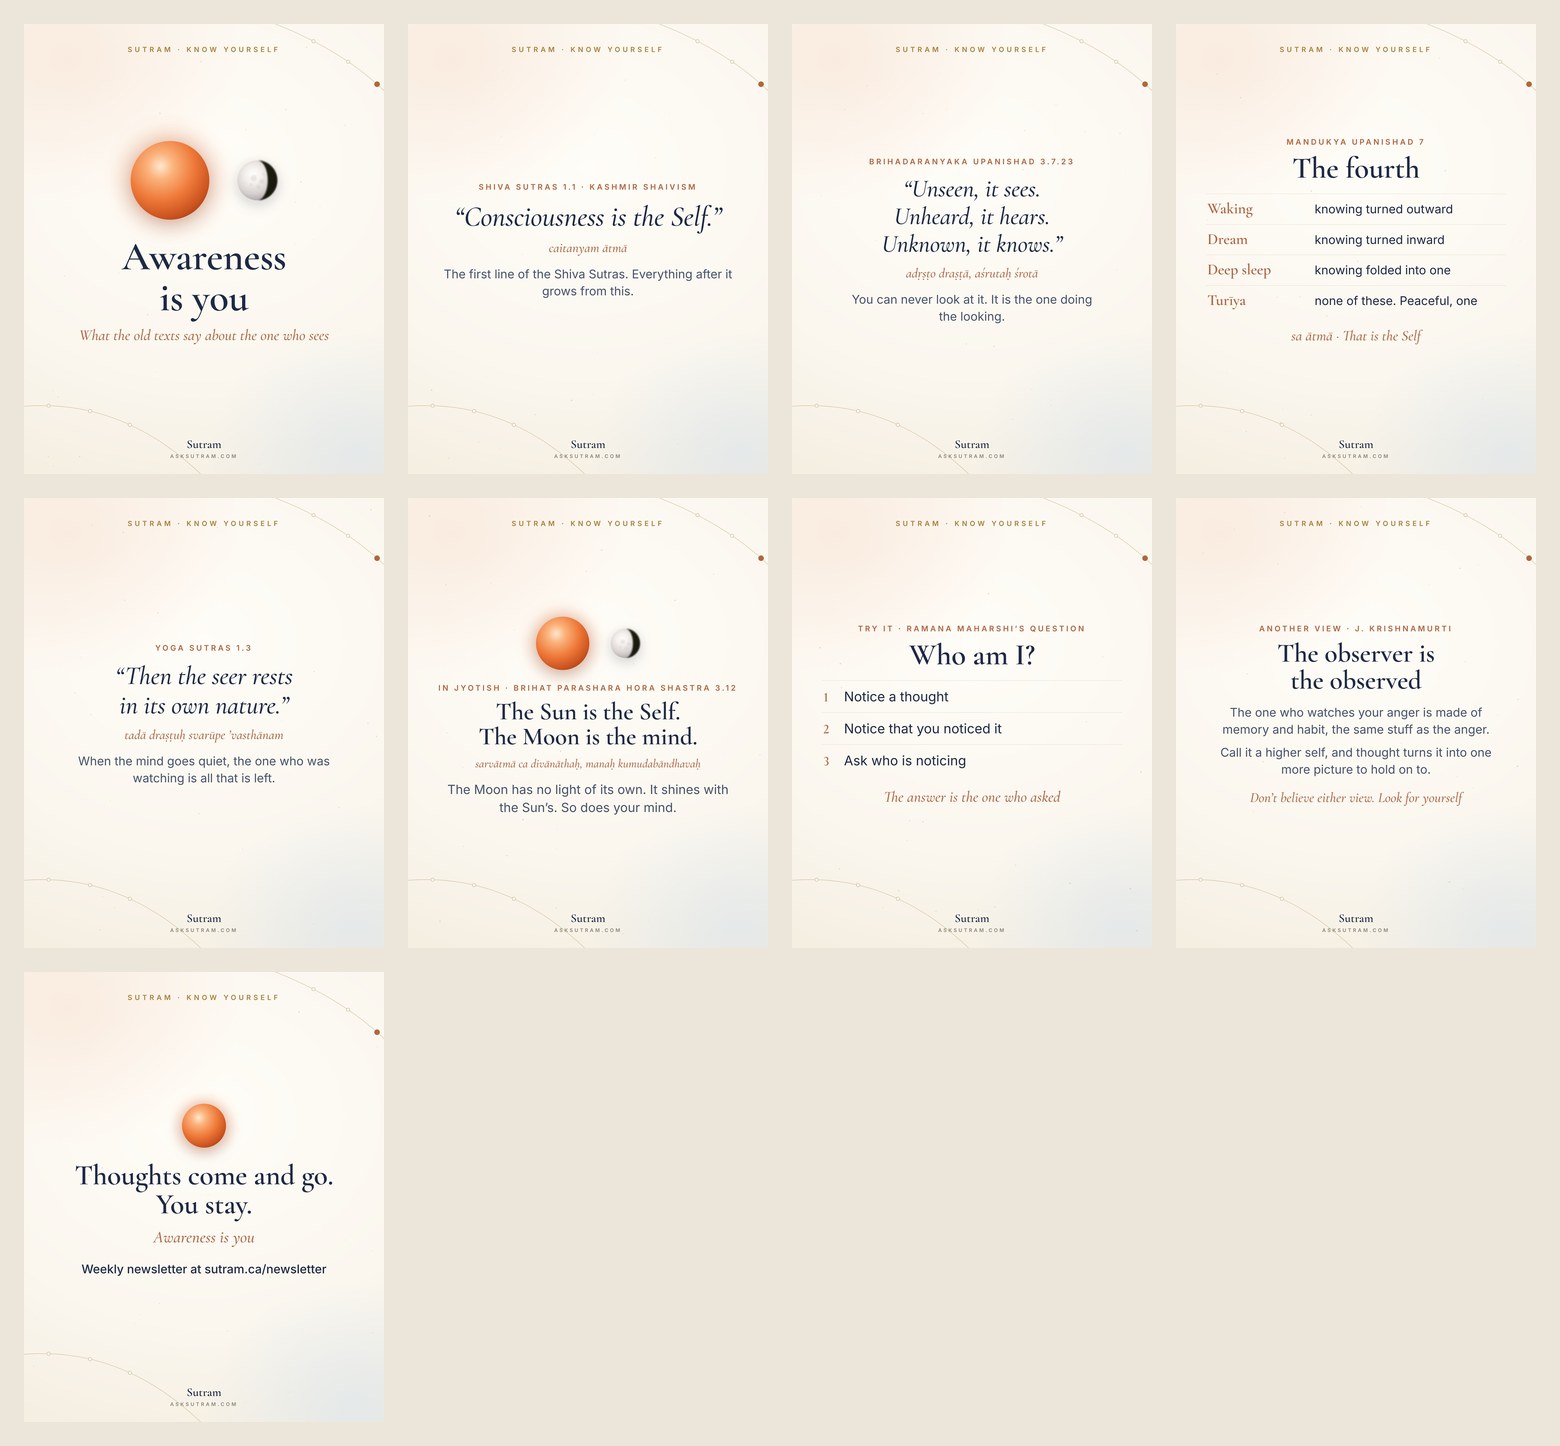 SUTRAM · KNOW YOURSELF
Awareness
is you
What the old texts say about the one who sees
Sutram
ASKSUTRAM.COM
SUTRAM · KNOW YOURSELF
SHIVA SUTRAS 1.1 · KASHMIR SHAIVISM
“Consciousness is the Self.”
caitanyam ātmā
The first line of the Shiva Sutras. Everything after it
grows from this.
Sutram
ASKSUTRAM.COM
SUTRAM · KNOW YOURSELF
BRIHADARANYAKA UPANISHAD 3.7.23
“Unseen, it sees.
Unheard, it hears.
Unknown, it knows.”
adṛṣṭo draṣṭā, aśrutaḥ śrotā
You can never look at it. It is the one doing
the looking.
Sutram
ASKSUTRAM.COM
SUTRAM · KNOW YOURSELF
MANDUKYA UPANISHAD 7
The fourth
Waking knowing turned outward
Dream knowing turned inward
Deep sleep knowing folded into one
Turīya none of these. Peaceful, one
sa ātmā · That is the Self
Sutram
ASKSUTRAM.COM
SUTRAM · KNOW YOURSELF
YOGA SUTRAS 1.3
“Then the seer rests
in its own nature.”
tadā draṣṭuḥ svarūpe ’vasthānam
When the mind goes quiet, the one who was
watching is all that is left.
Sutram
ASKSUTRAM.COM
SUTRAM · KNOW YOURSELF
IN JYOTISH · BRIHAT PARASHARA HORA SHASTRA 3.12
The Sun is the Self.
The Moon is the mind.
sarvātmā ca divānāthaḥ, manaḥ kumudabāndhavaḥ
The Moon has no light of its own. It shines with
the Sun’s. So does your mind.
Sutram
ASKSUTRAM.COM
SUTRAM · KNOW YOURSELF
TRY IT · RAMANA MAHARSHI’S QUESTION
Who am I?
1 Notice a thought
2 Notice that you noticed it
3 Ask who is noticing
The answer is the one who asked
Sutram
ASKSUTRAM.COM
SUTRAM · KNOW YOURSELF
ANOTHER VIEW · J. KRISHNAMURTI
The observer is
the observed
The one who watches your anger is made of
memory and habit, the same stuff as the anger.
Call it a higher self, and thought turns it into one
more picture to hold on to.
Don’t believe either view. Look for yourself
Sutram
ASKSUTRAM.COM
SUTRAM · KNOW YOURSELF
Thoughts come and go.
You stay.
Awareness is you
Weekly newsletter at sutram.ca/newsletter
Sutram
ASKSUTRAM.COM